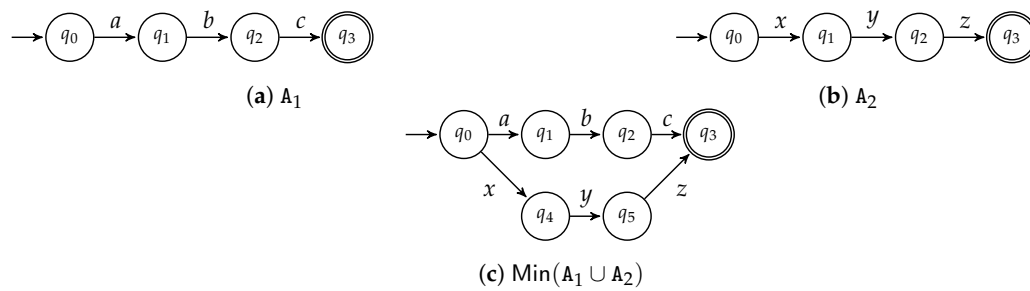 q₀ a q₁ b q₂ c q₃
q₀ x q₁ y q₂ z q₃
(a) A₁
(b) A₂
q₀ a q₁ b q₂ c q₃
x q₄ y q₅ z
(c) Min(A₁ ∪ A₂)